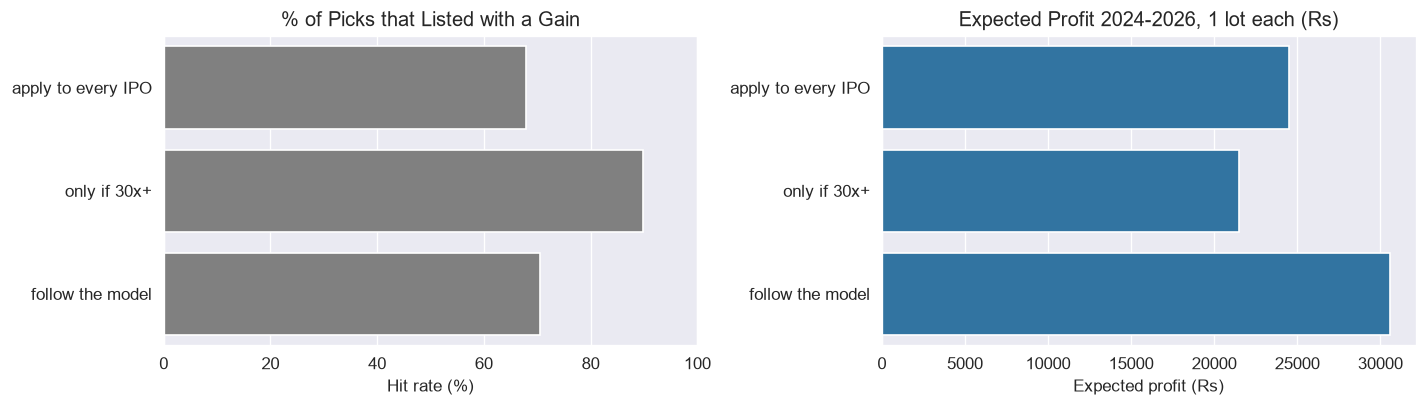 % of Picks that Listed with a Gain
apply to every IPO
only if 30x+
follow the model
0 20 40 60 80 100
Hit rate (%)
Expected Profit 2024-2026, 1 lot each (Rs)
apply to every IPO
only if 30x+
follow the model
0 5000 10000 15000 20000 25000 30000
Expected profit (Rs)